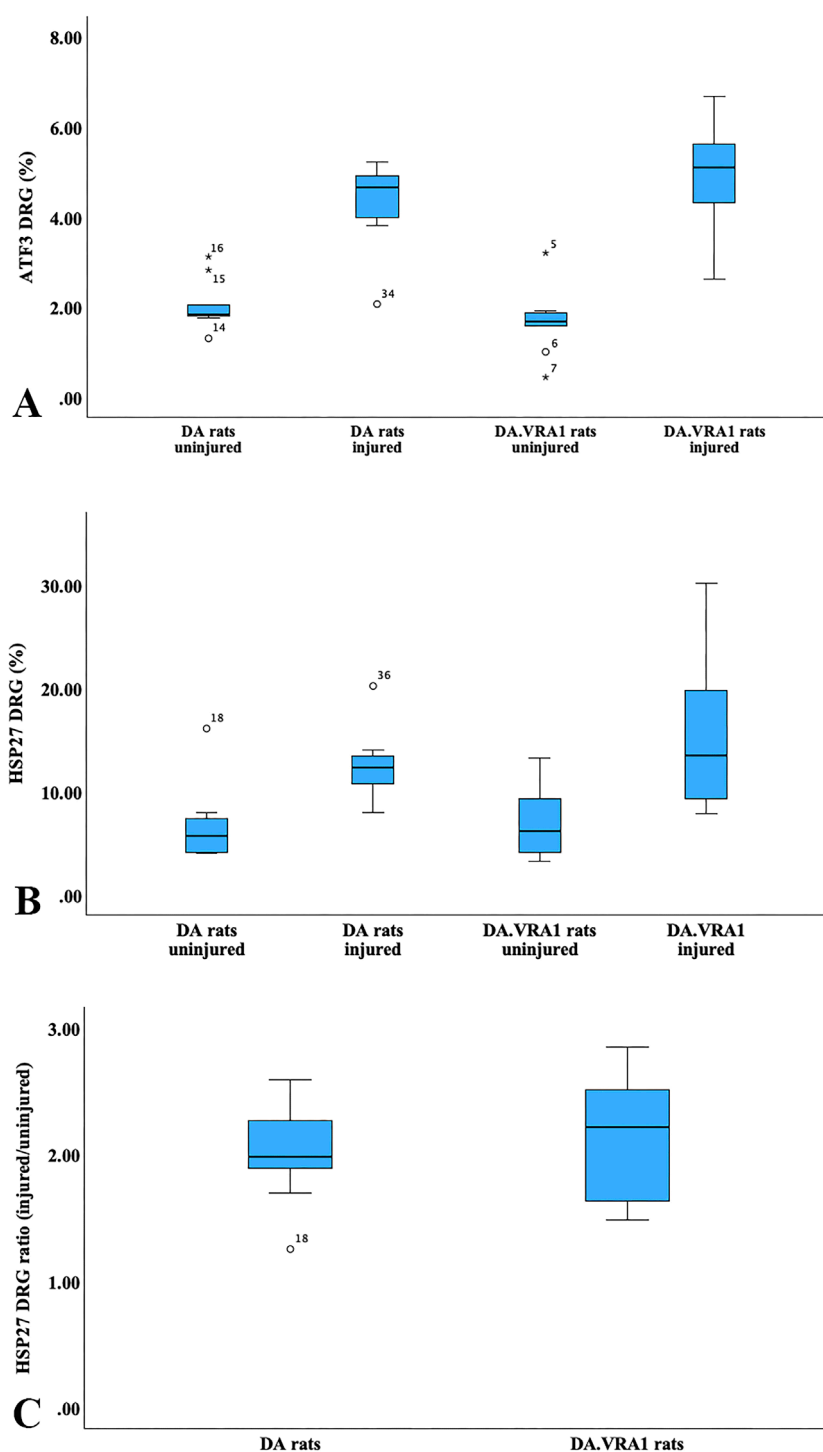 8.00
6.00
4.00
2.00
.00
ATF3 DRG (%)
16
15
14
34
5
6
7
A
DA rats
uninjured
DA rats
injured
DA.VRA1 rats
uninjured
DA.VRA1 rats
injured
30.00
20.00
10.00
.00
HSP27 DRG (%)
18
36
B
DA rats
uninjured
DA rats
injured
DA.VRA1 rats
uninjured
DA.VRA1
injured
3.00
2.00
1.00
.00
HSP27 DRG ratio (injured/uninjured)
18
C
DA rats
DA.VRA1 rats